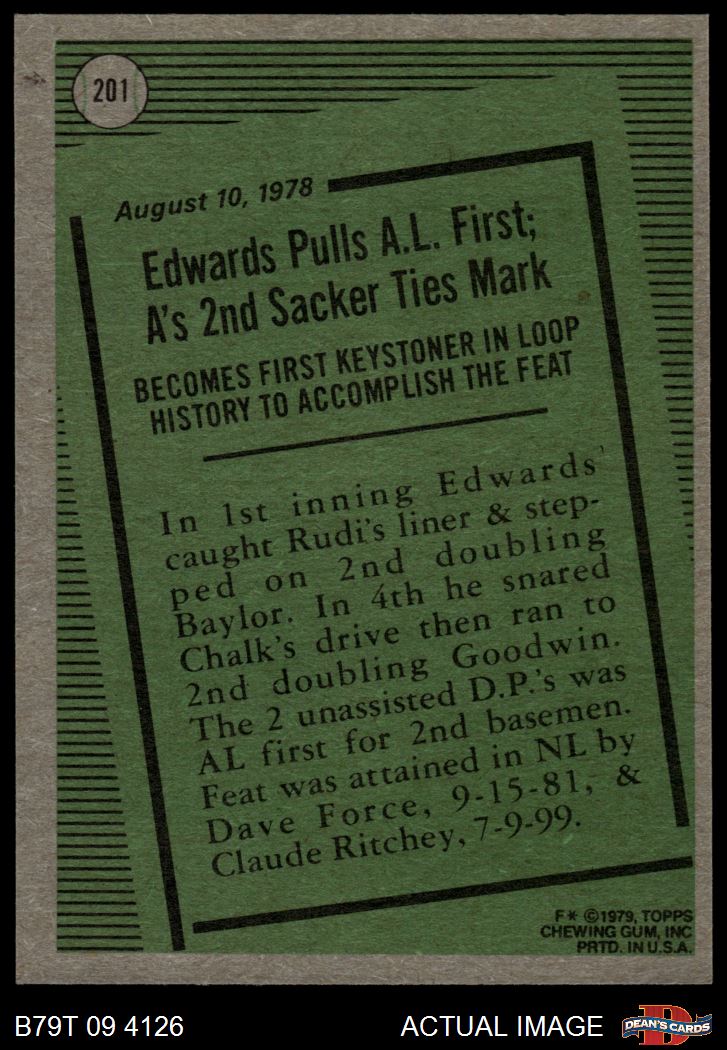 201
August 10, 1978
Edwards Pulls A.L. First;
A's 2nd Sacker Ties Mark
BECOMES FIRST KEYSTONER IN LOOP
HISTORY TO ACCOMPLISH THE FEAT
In 1st inning Edwards'
caught Rudi's liner & step-
ped on 2nd doubling
Baylor. In 4th he snared
Chalk's drive then ran to
2nd doubling Goodwin.
The 2 unassisted D.P.'s was
AL first for 2nd basemen.
Feat was attained in NL by
Dave Force, 9-15-81, &
Claude Ritchey, 7-9-99.
F* ©1979, TOPPS
CHEWING GUM, INC
PRTD. IN U.S.A.
B79T 09 4126
ACTUAL IMAGE
D
DEAN'S CARDS